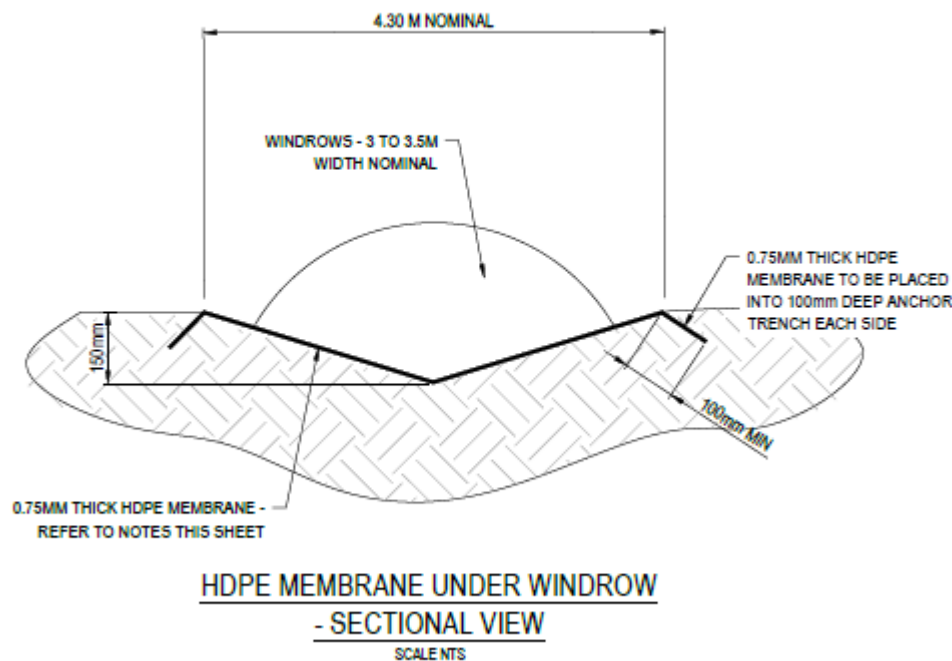 4.30 M NOMINAL
WINDROWS - 3 TO 3.5M
WIDTH NOMINAL
0.75MM THICK HDPE
MEMBRANE TO BE PLACED
INTO 100mm DEEP ANCHOR
TRENCH EACH SIDE
150mm
100mm MIN
0.75MM THICK HDPE MEMBRANE -
REFER TO NOTES THIS SHEET
HDPE MEMBRANE UNDER WINDROW
- SECTIONAL VIEW
SCALE NTS